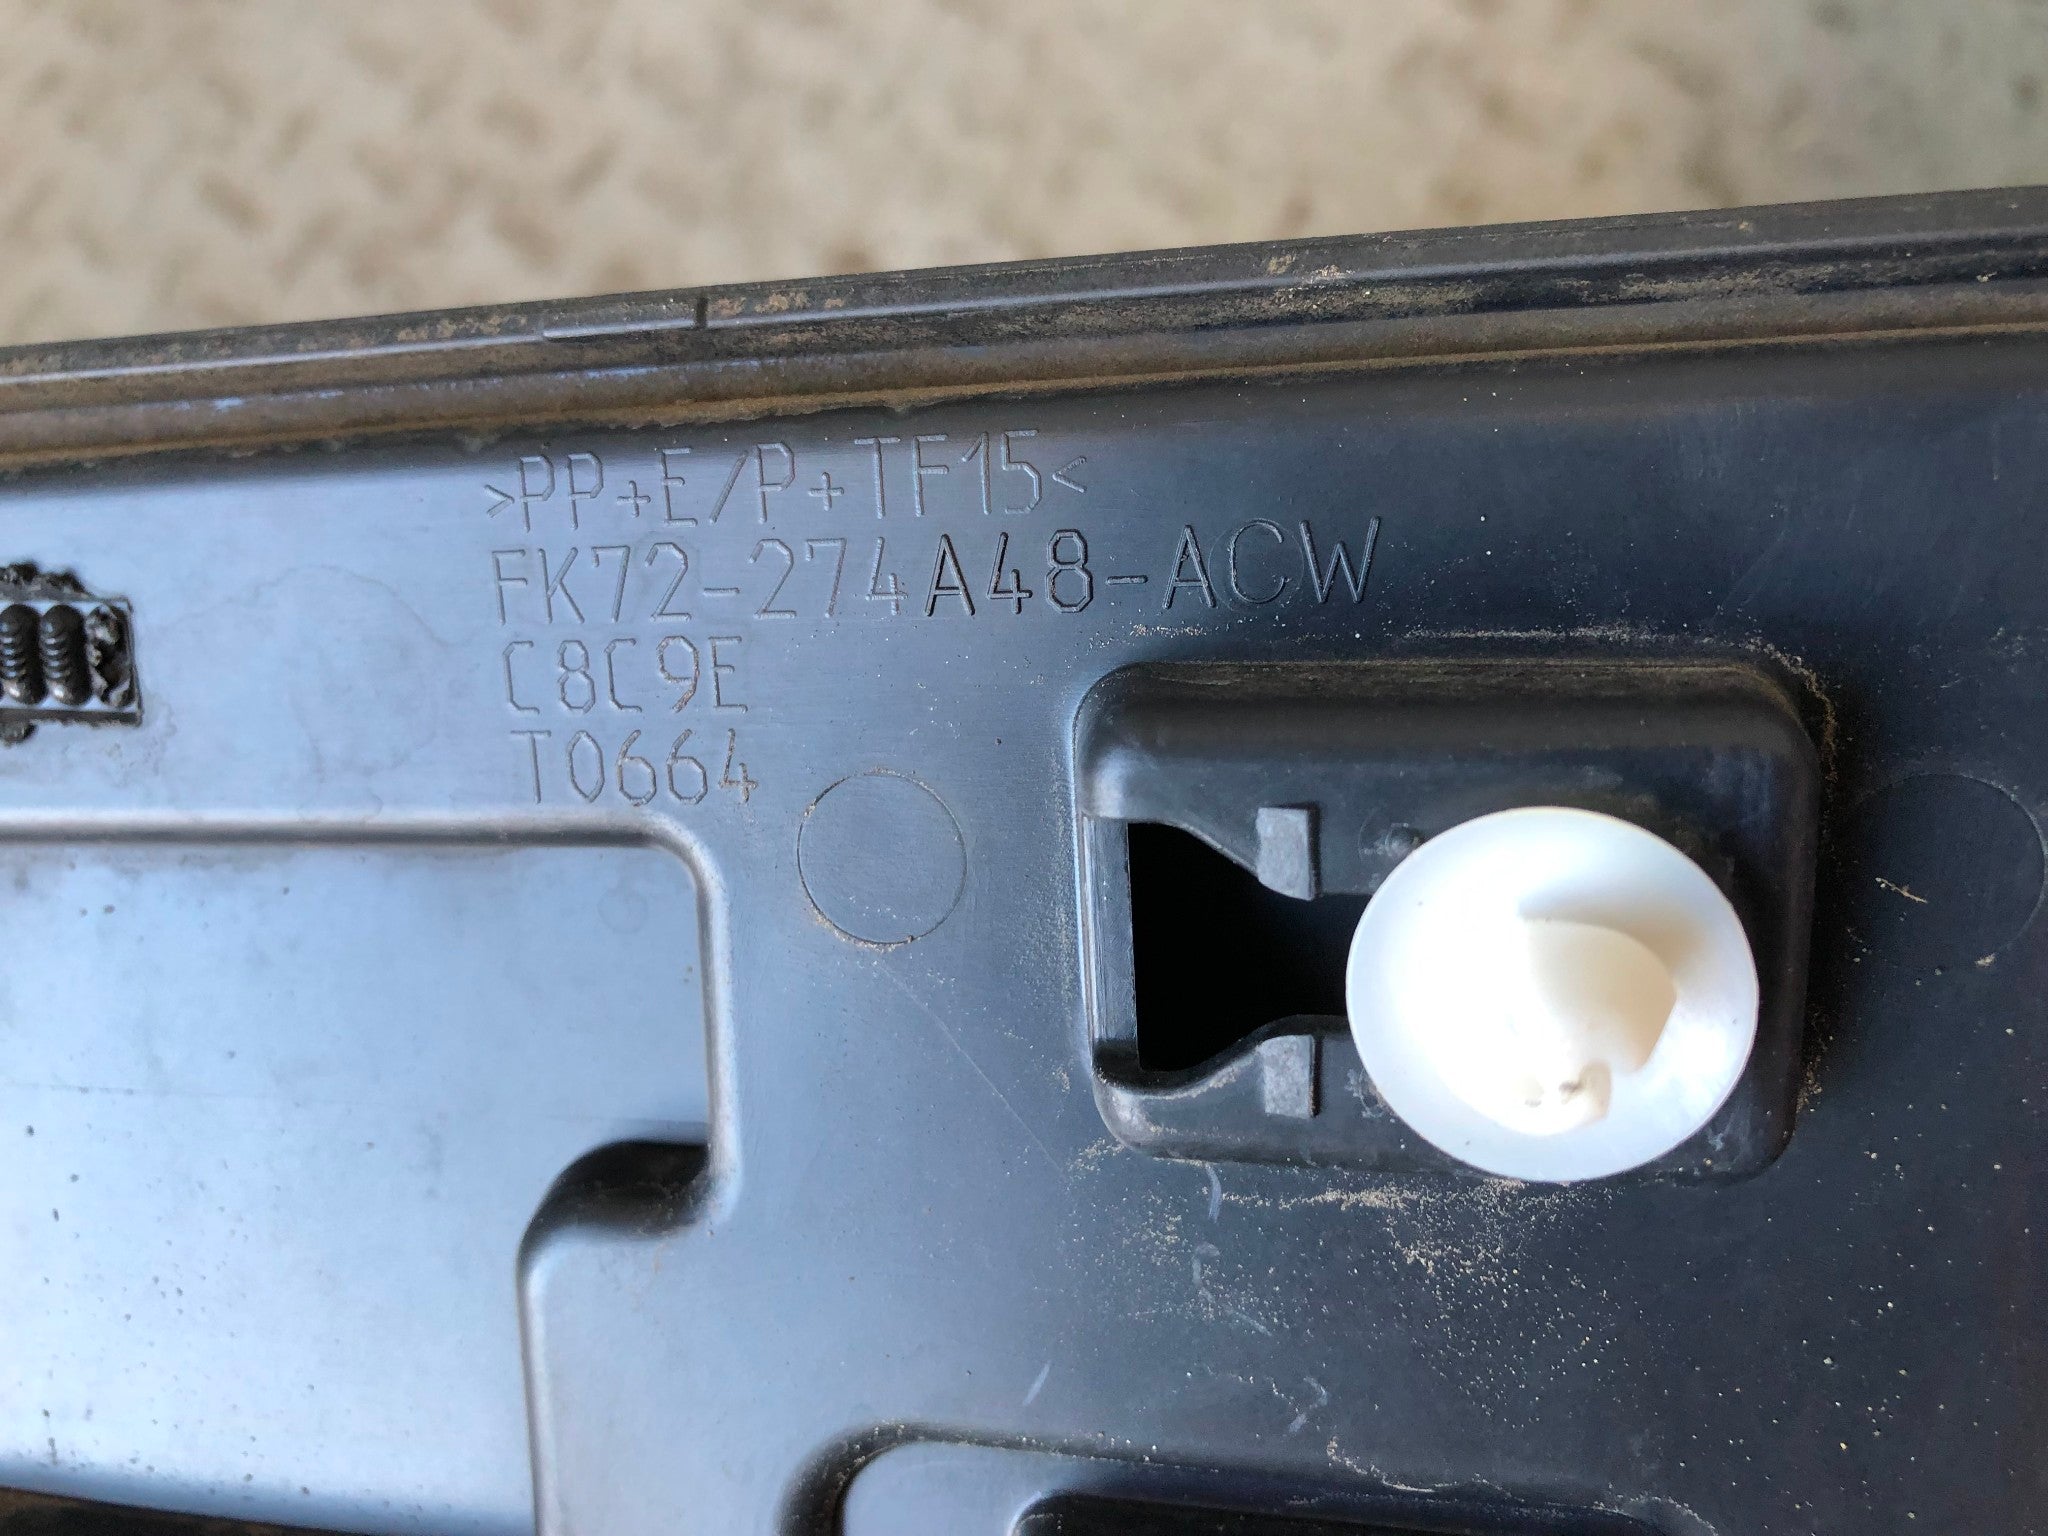 >PP+E/P+TF15<
FK72-274A48-ACW
C8C9E
T0664